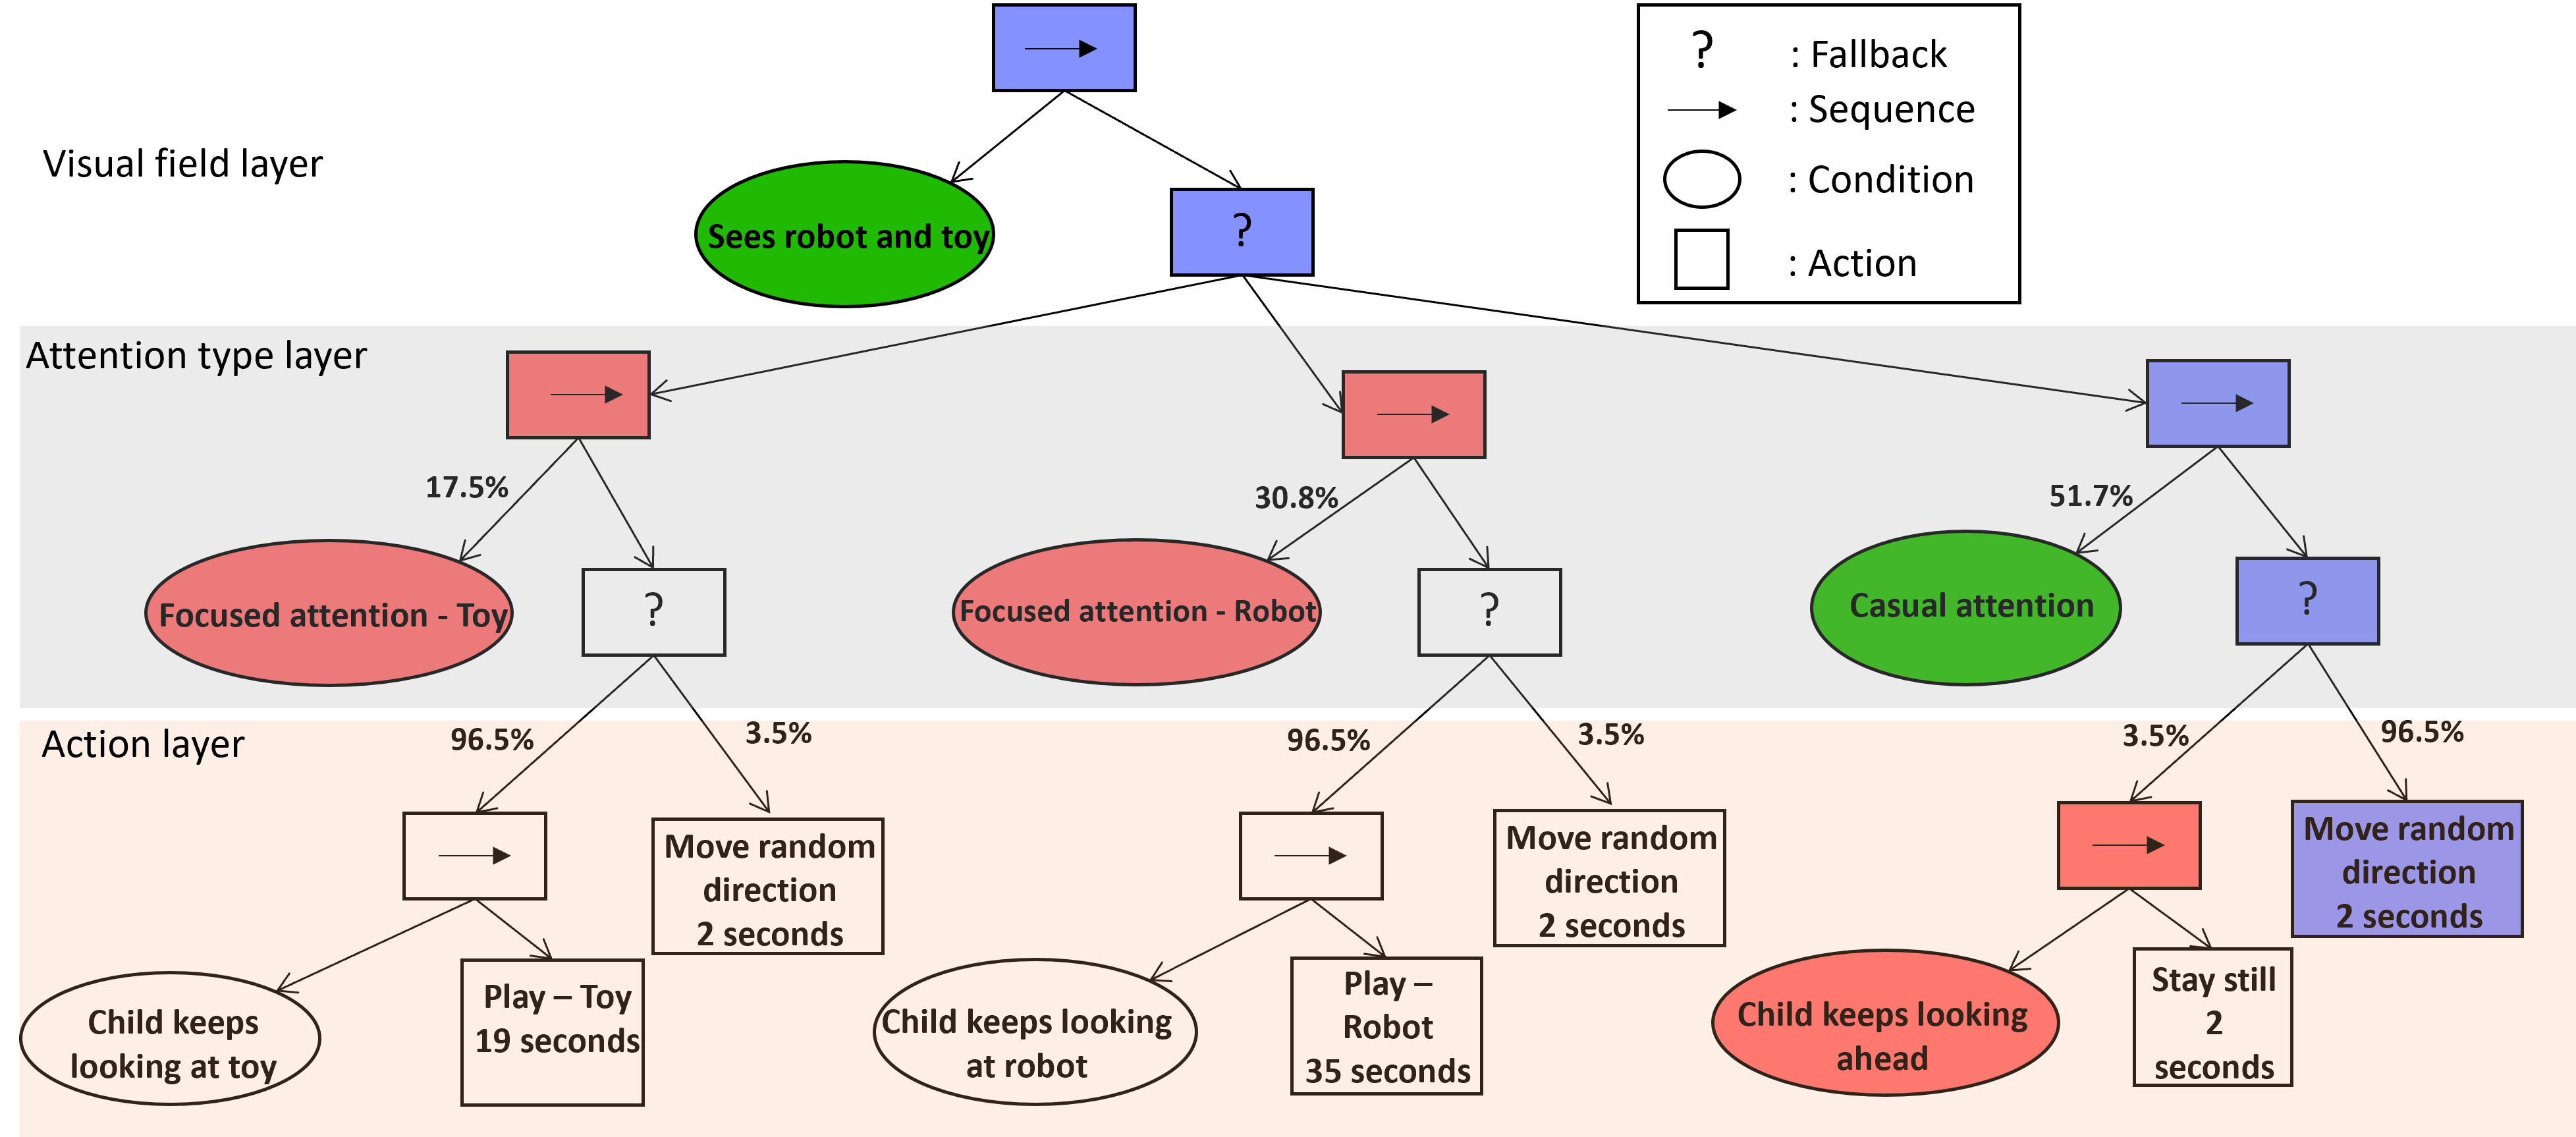 ? : Fallback
: Sequence
: Condition
: Action
Visual field layer
Sees robot and toy
?
Attention type layer
17.5%
30.8%
51.7%
Focused attention - Toy
?
Focused attention - Robot
?
Casual attention
?
Action layer
96.5%
3.5%
96.5%
3.5%
3.5%
96.5%
Move random
direction
2 seconds
Move random
direction
2 seconds
Move random
direction
2 seconds
Child keeps
looking at toy
Play – Toy
19 seconds
Child keeps looking
at robot
Play –
Robot
35 seconds
Child keeps looking
ahead
Stay still
2
seconds